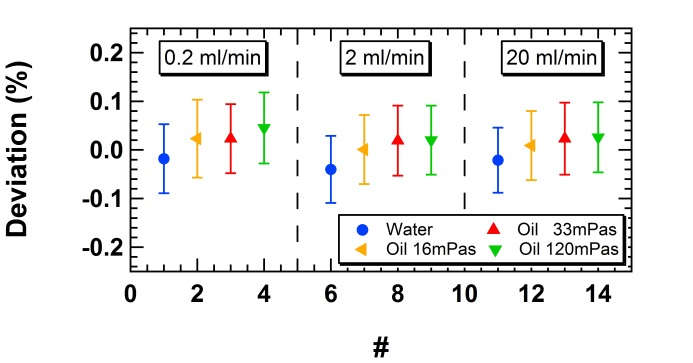 Deviation (%)
0.2
0.1
0.0
-0.1
-0.2
0.2 ml/min
2 ml/min
20 ml/min
Water
Oil 33mPas
Oil 16mPas
Oil 120mPas
0 2 4 6 8 10 12 14
#